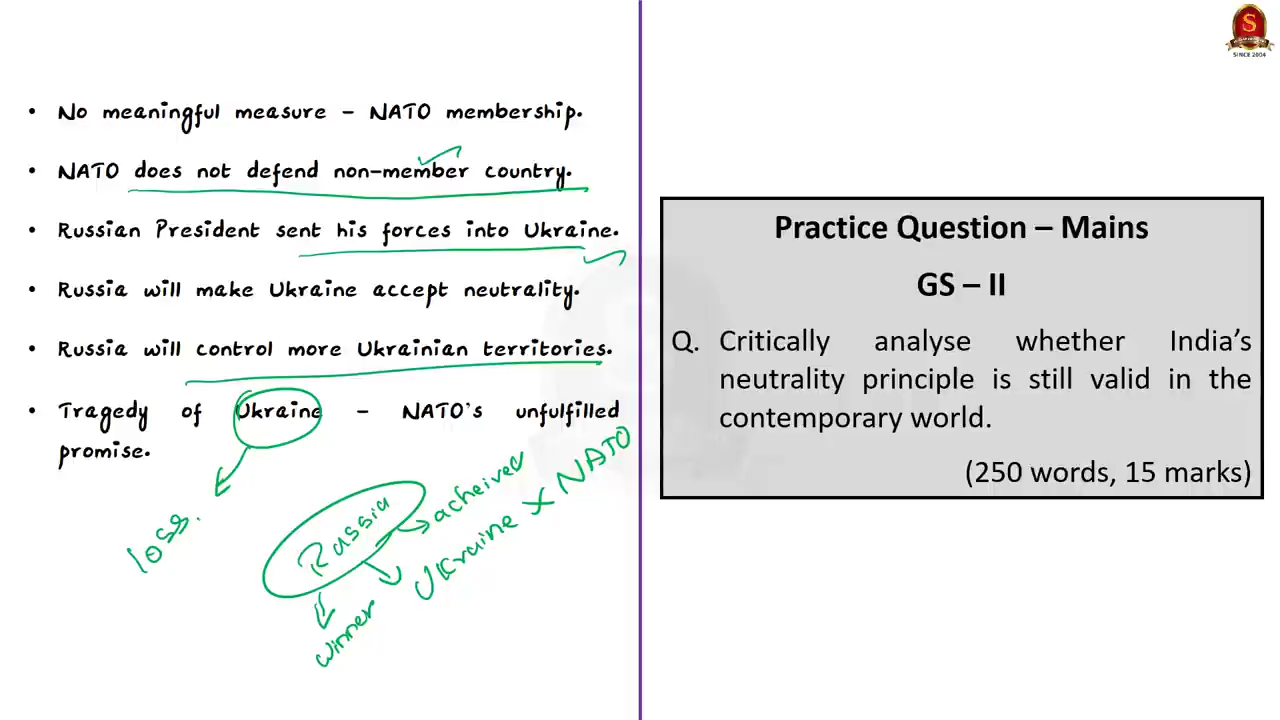 • No meaningful measure – NATO membership.
• NATO does not defend non-member country.
• Russian President sent his forces into Ukraine.
• Russia will make Ukraine accept neutrality.
• Russia will control more Ukrainian territories.
• Tragedy of Ukraine – NATO's unfulfilled
promise.
loss.
Russia
acheived
Ukraine X NATO
winner
S
SINCE 2004
Practice Question – Mains
GS – II
Q. Critically analyse whether India's
neutrality principle is still valid in the
contemporary world.
(250 words, 15 marks)